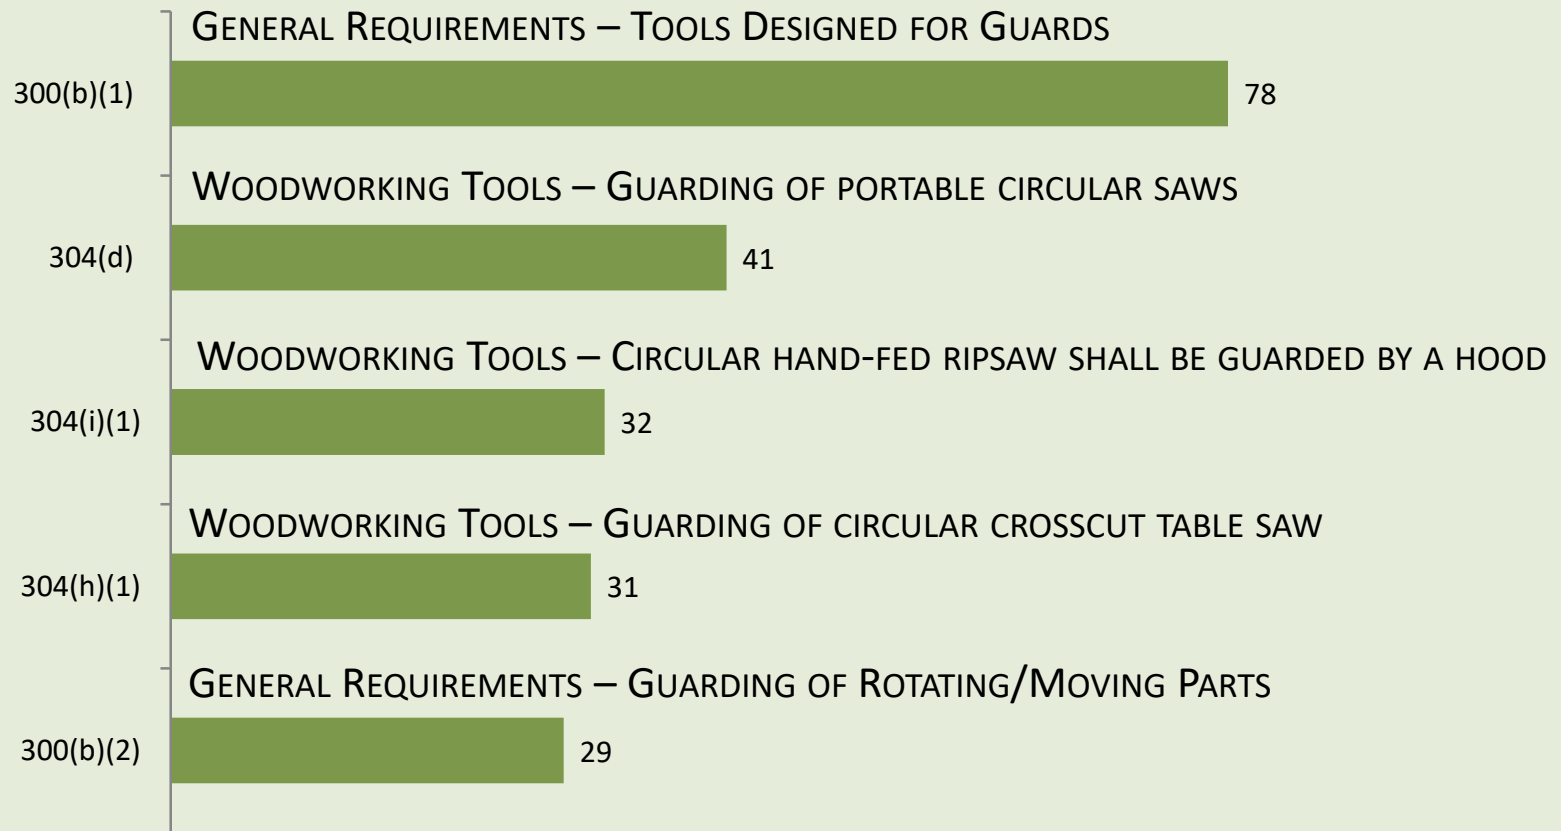 General Requirements – Tools Designed for Guards
300(b)(1)
78
Woodworking Tools – Guarding of portable circular saws
304(d)
41
Woodworking Tools – Circular hand-fed ripsaw shall be guarded by a hood
304(i)(1)
32
Woodworking Tools – Guarding of circular crosscut table saw
304(h)(1)
31
General Requirements – Guarding of Rotating/Moving Parts
300(b)(2)
29